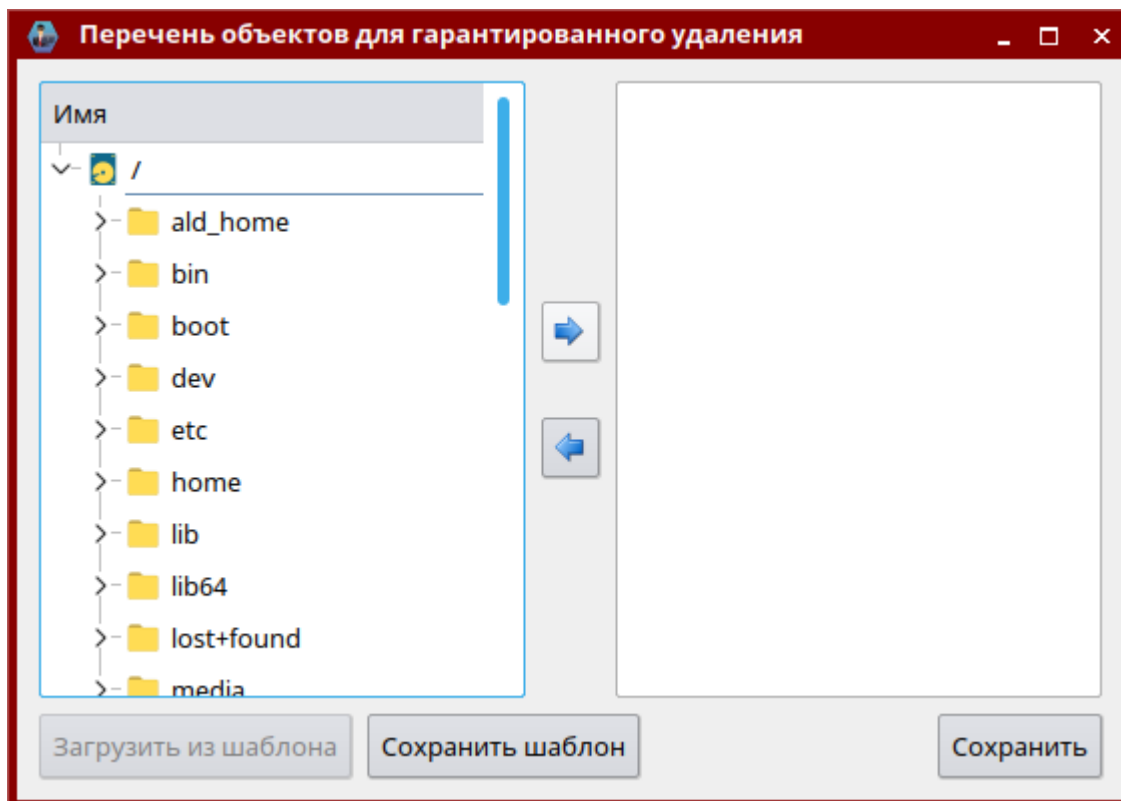 Перечень объектов для гарантированного удаления
Имя
/
ald_home
bin
boot
dev
etc
home
lib
lib64
lost+found
media
Загрузить из шаблона
Сохранить шаблон
Сохранить